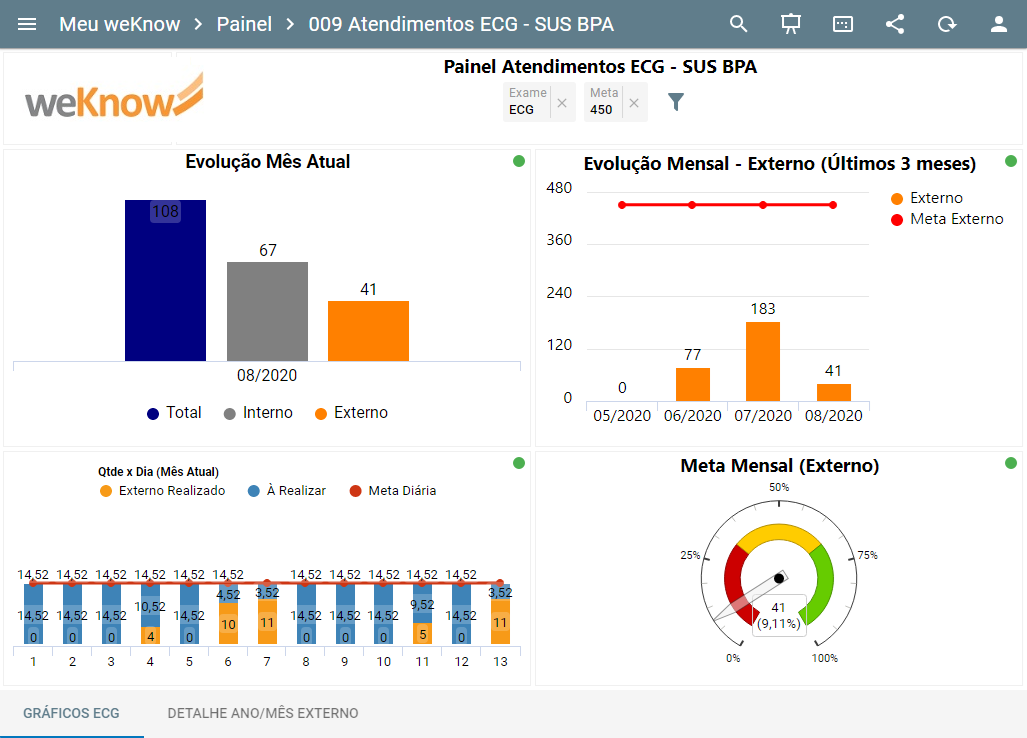 Meu weKnow > Painel > 009 Atendimentos ECG - SUS BPA
weKnow
Painel Atendimentos ECG - SUS BPA
Exame
ECG
Meta
450
Evolução Mês Atual
108
67
41
08/2020
Total Interno Externo
Evolução Mensal - Externo (Últimos 3 meses)
480
360
240
120
0
0
77
183
41
05/2020 06/2020 07/2020 08/2020
Externo
Meta Externo
Qtde x Dia (Mês Atual)
Externo Realizado À Realizar Meta Diária
14,52 14,52 14,52 14,52 14,52 14,52 14,52 14,52 14,52 14,52 14,52
14,52 14,52 14,52 10,52 14,52 4,52 3,52 14,52 14,52 14,52 9,52 14,52 3,52
0 0 0 4 0 10 11 0 0 0 5 0 11
1 2 3 4 5 6 7 8 9 10 11 12 13
Meta Mensal (Externo)
50%
25%
75%
41
(9,11%)
0%
100%
GRÁFICOS ECG
DETALHE ANO/MÊS EXTERNO